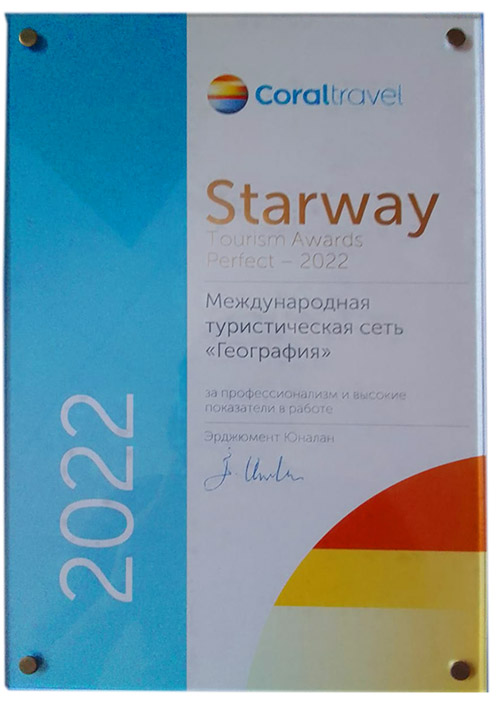 Coraltravel
Starway
Tourism Awards
Perfect – 2022
Международная
туристическая сеть
«География»
за профессионализм и высокие
показатели в работе
Эрджюмент Юналан
2022